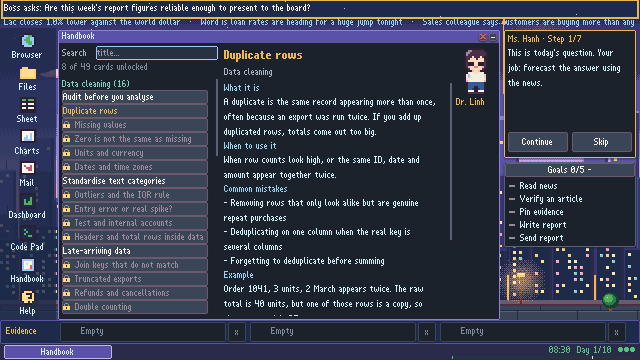 Boss asks: Are this week's report figures reliable enough to present to the board?
Lac closes 1.0% lower against the world dollar · Word is loan rates are heading for a huge jump tonight · Sales colleague says customers are buying more than any
Handbook
Search title...
8 of 49 cards unlocked
Data cleaning (16)
Audit before you analyse
Duplicate rows
Missing values
Zero is not the same as missing
Units and currency
Dates and time zones
Standardise text categories
Outliers and the IQR rule
Entry error or real spike?
Test and internal accounts
Headers and total rows inside data
Late-arriving data
Join keys that do not match
Truncated exports
Refunds and cancellations
Double counting
Duplicate rows
Data cleaning
What it is
A duplicate is the same record appearing more than once,
often because an export was run twice. If you add up
duplicated rows, totals come out too big.
When to use it
When row counts look high, or the same ID, date and
amount appear together twice.
Common mistakes
- Removing rows that only look alike but are genuine
repeat purchases
- Deduplicating on one column when the real key is
several columns
- Forgetting to deduplicate before summing
Example
Order 1041, 3 units, 2 March appears twice. The raw
total is 40 units, but one of those rows is a copy, so
Dr. Linh
Ms. Hanh · Step 1/7
This is today's question. Your
job: forecast the answer using
the news.
Continue
Skip
Goals 0/5 -
— Read news
— Verify an article
— Pin evidence
— Write report
— Send report
Browser
Files
Sheet
Charts
Mail
Dashboard
Code Pad
Handbook
Help
Evidence
Empty x
Empty x
Empty x
Handbook
08:30 Day 1/10